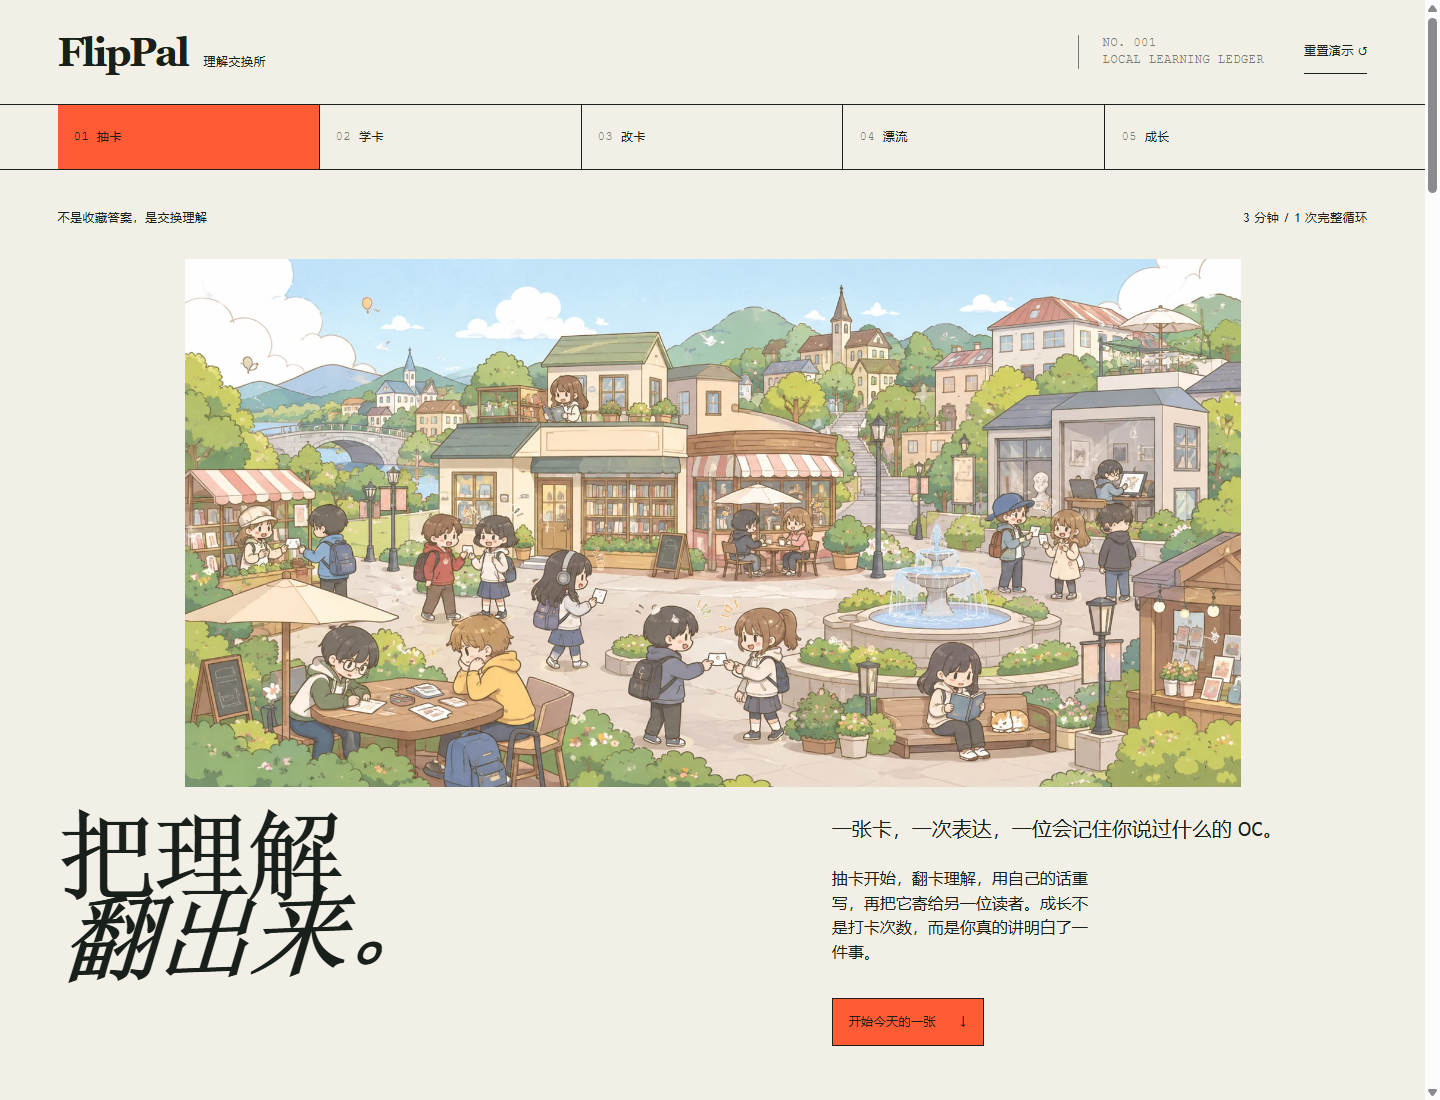 FlipPal 理解交换所
NO. 001
LOCAL LEARNING LEDGER
重置演示 ↺
01 抽卡
02 学卡
03 改卡
04 漂流
05 成长
不是收藏答案，是交换理解
3 分钟 / 1 次完整循环
把理解
翻出来。
一张卡，一次表达，一位会记住你说过什么的 OC。
抽卡开始，翻卡理解，用自己的话重
写，再把它寄给另一位读者。成长不
是打卡次数，而是你真的讲明白了一
件事。
开始今天的一张 ↓